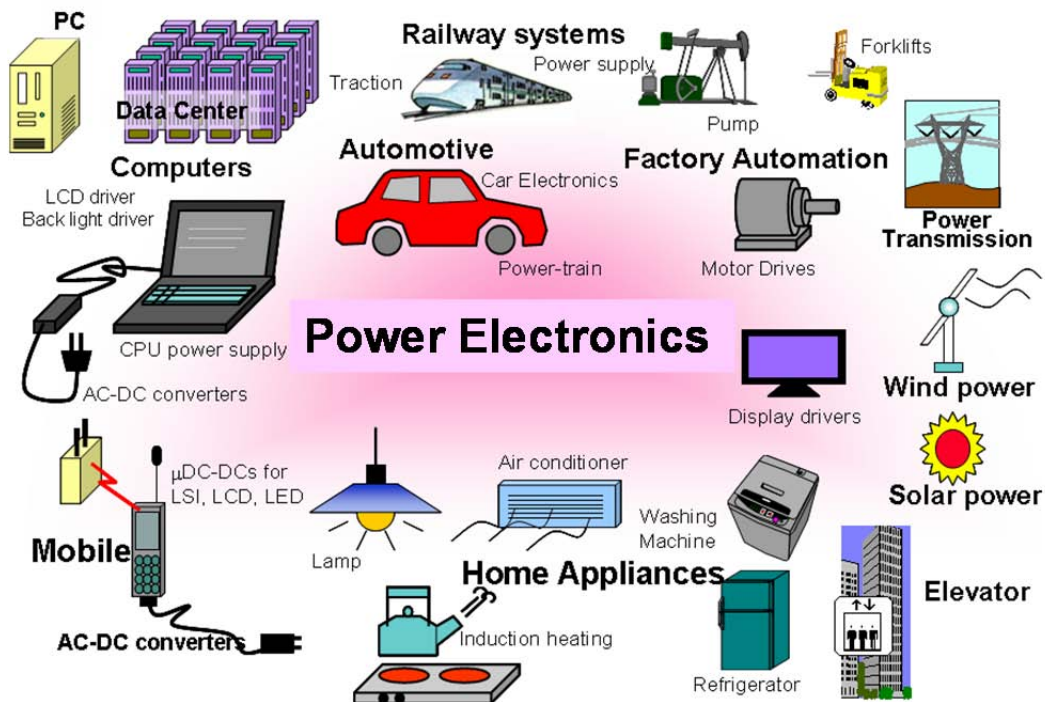 PC
Data Center
Computers
Railway systems
Traction
Power supply
Pump
Forklifts
Automotive
Car Electronics
Power-train
Factory Automation
Motor Drives
Power
Transmission
LCD driver
Back light driver
CPU power supply
AC-DC converters
Power Electronics
Display drivers
Wind power
Solar power
μDC-DCs for
LSI, LCD, LED
Mobile
AC-DC converters
Lamp
Air conditioner
Washing
Machine
Home Appliances
Induction heating
Refrigerator
Elevator